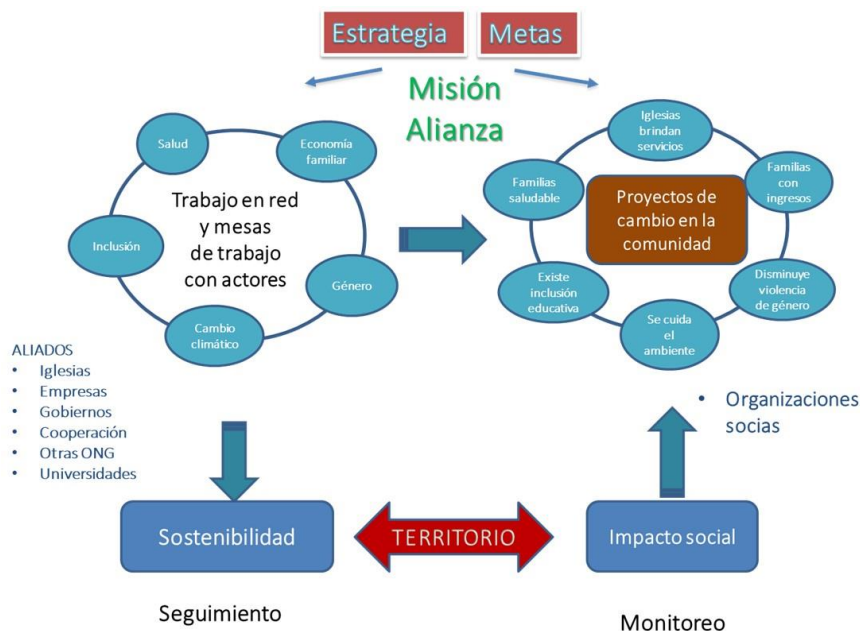 Estrategia
Metas
Misión
Alianza
Salud
Economía
familiar
Inclusión
Género
Cambio
climático
Trabajo en red
y mesas
de trabajo
con actores
Iglesias
brindan
servicios
Familias
con
ingresos
Familias
saludable
Disminuye
violencia
de género
Existe
inclusión
educativa
Se cuida
el
ambiente
Proyectos de
cambio en la
comunidad
ALIADOS
• Iglesias
• Empresas
• Gobiernos
• Cooperación
• Otras ONG
• Universidades
• Organizaciones
socias
Sostenibilidad
TERRITORIO
Impacto social
Seguimiento
Monitoreo